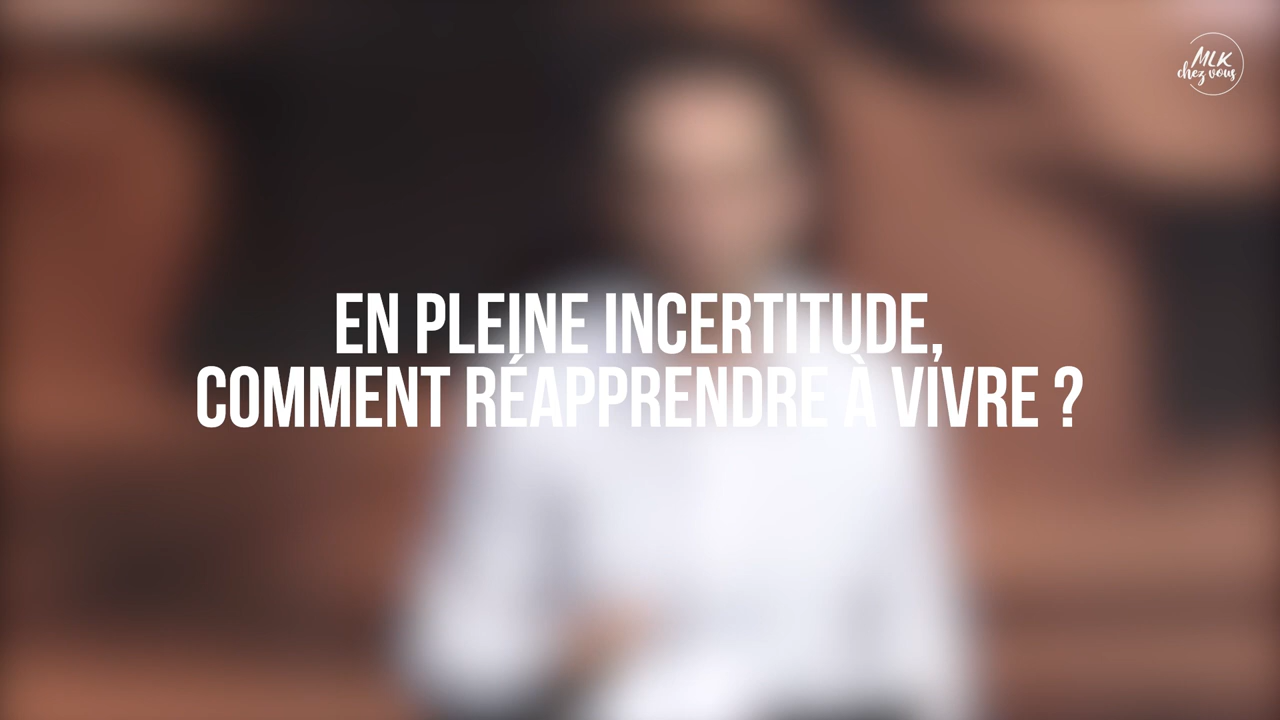 MLK
chez vous
EN PLEINE INCERTITUDE,
COMMENT RÉAPPRENDRE À VIVRE ?